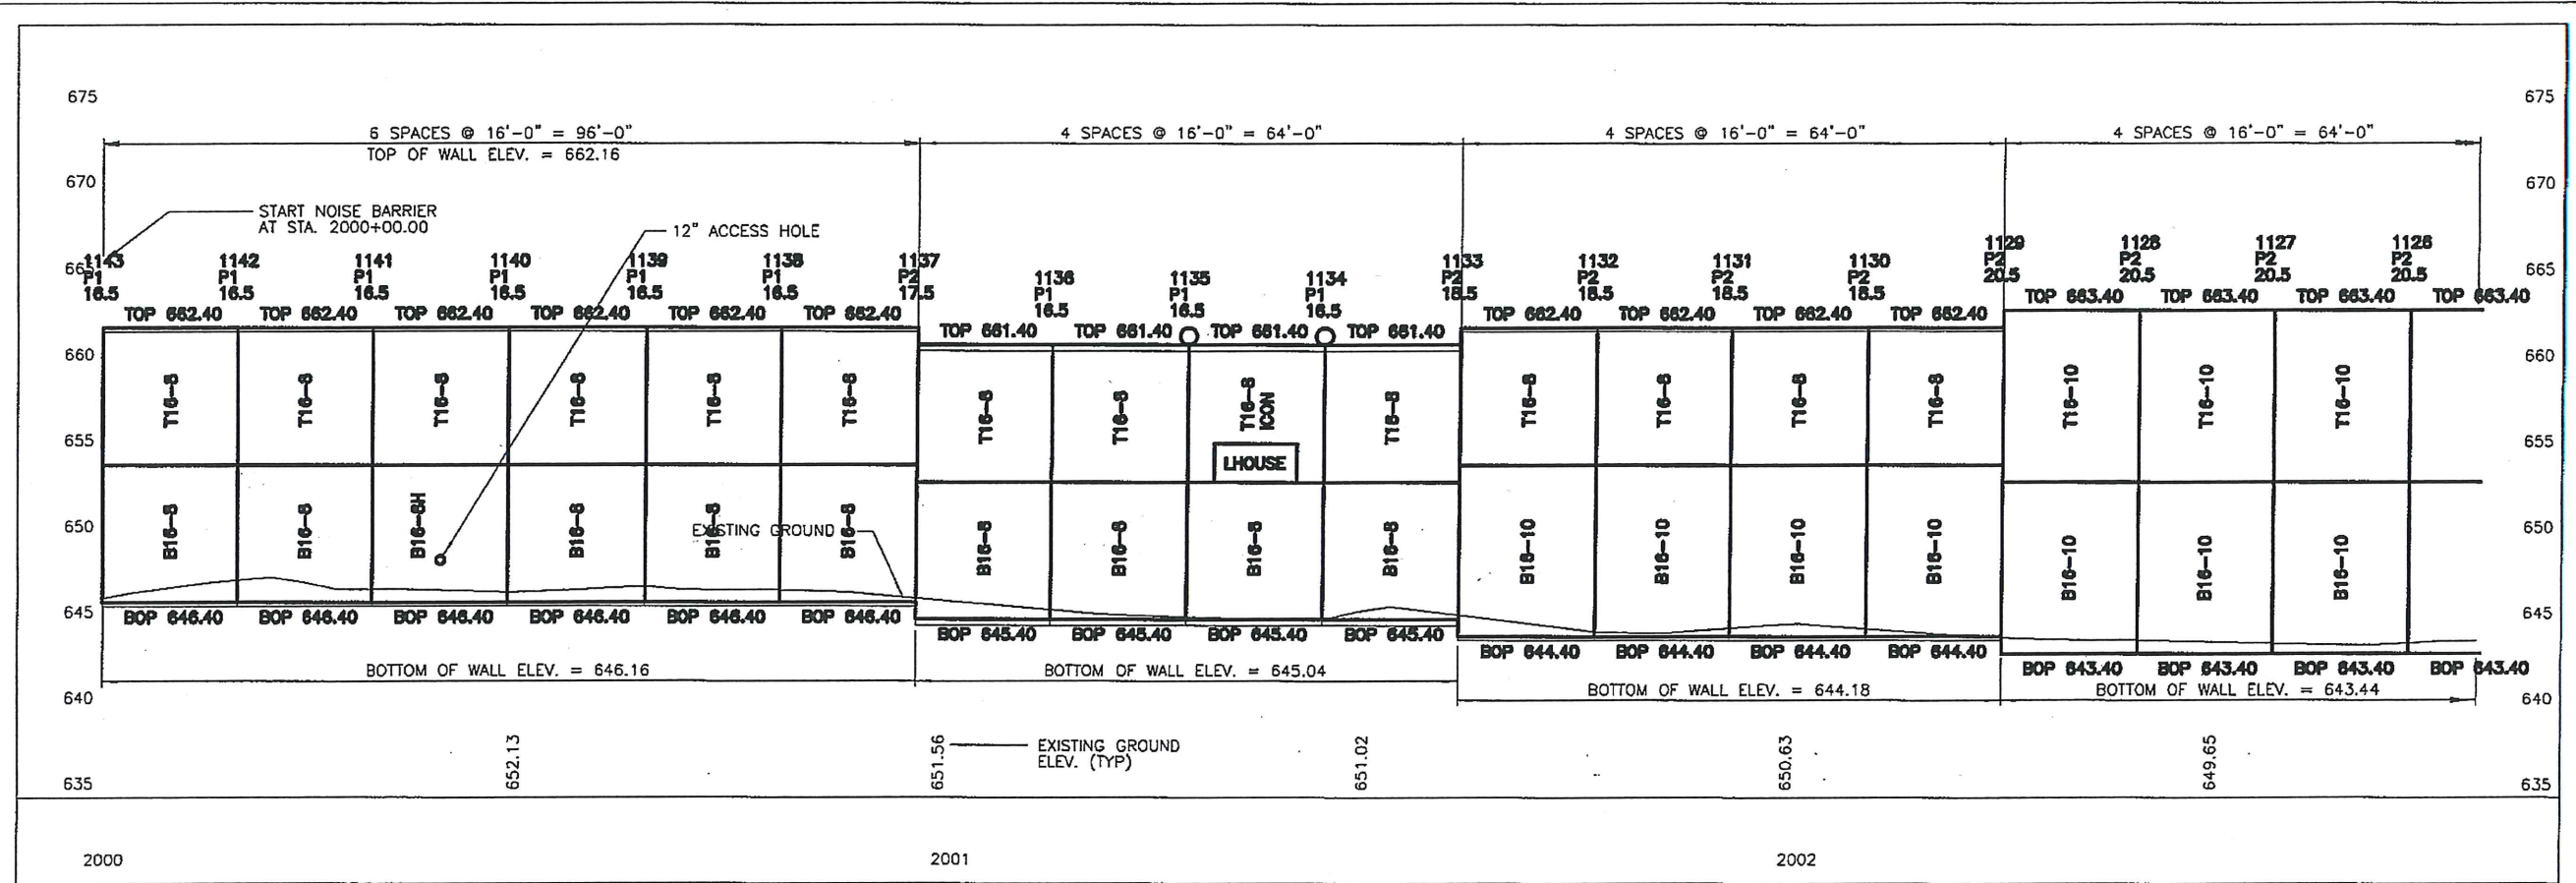 675
675
6 SPACES @ 16'-0" = 96'-0"
4 SPACES @ 16'-0" = 64'-0"
4 SPACES @ 16'-0" = 64'-0"
4 SPACES @ 16'-0" = 64'-0"
TOP OF WALL ELEV. = 662.16
670
670
START NOISE BARRIER
AT STA. 2000+00.00
12" ACCESS HOLE
665
665
1143
P1
16.5
1142
P1
16.5
1141
P1
16.5
1140
P1
16.5
1139
P1
16.5
1138
P1
16.5
1137
P2
17.5
1136
P1
16.5
1135
P1
16.5
1134
P1
16.5
1133
P2
18.5
1132
P2
18.5
1131
P2
18.5
1130
P2
18.5
1129
P2
20.5
1128
P2
20.5
1127
P2
20.5
1126
P2
20.5
TOP 662.40
TOP 662.40
TOP 662.40
TOP 662.40
TOP 662.40
TOP 662.40
TOP 661.40
TOP 661.40
TOP 661.40
TOP 661.40
TOP 662.40
TOP 662.40
TOP 662.40
TOP 662.40
TOP 663.40
TOP 663.40
TOP 663.40
TOP 663.40
660
660
T16-8
T16-8
T16-8
T16-8
T16-8
T16-8
T16-8
T16-8
T16-8
ICON
T16-8
T16-8
T16-8
T16-8
T16-8
T16-10
T16-10
T16-10
655
655
LHOUSE
650
650
B16-8
B16-8
B16-8H
B16-8
B16-8
B16-8
B16-8
B16-8
B16-8
B16-8
B16-10
B16-10
B16-10
B16-10
B16-10
B16-10
B16-10
EXISTING GROUND
645
645
BOP 646.40
BOP 646.40
BOP 646.40
BOP 646.40
BOP 646.40
BOP 646.40
BOP 645.40
BOP 645.40
BOP 645.40
BOP 645.40
BOP 644.40
BOP 644.40
BOP 644.40
BOP 644.40
BOP 643.40
BOP 643.40
BOP 643.40
BOP 643.40
BOTTOM OF WALL ELEV. = 646.16
BOTTOM OF WALL ELEV. = 645.04
BOTTOM OF WALL ELEV. = 644.18
BOTTOM OF WALL ELEV. = 643.44
640
640
652.13
651.56
EXISTING GROUND
ELEV. (TYP)
651.02
650.63
649.65
635
635
2000
2001
2002